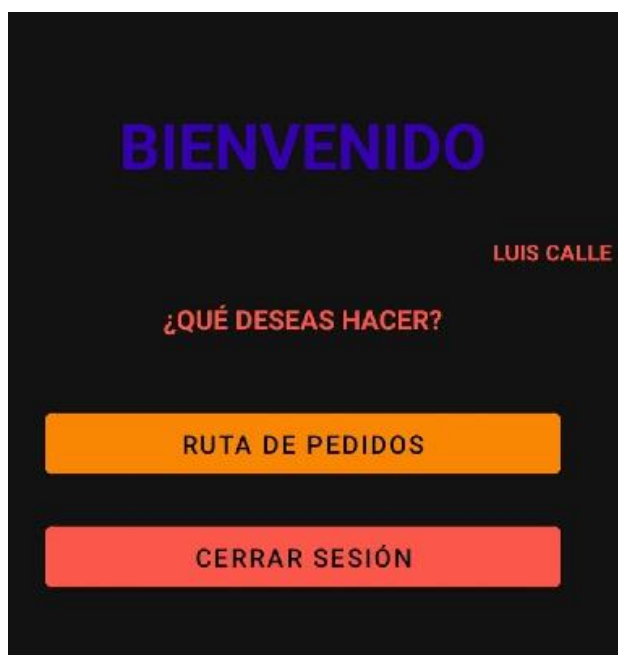 BIENVENIDO
LUIS CALLE
¿QUÉ DESEAS HACER?
RUTA DE PEDIDOS
CERRAR SESIÓN